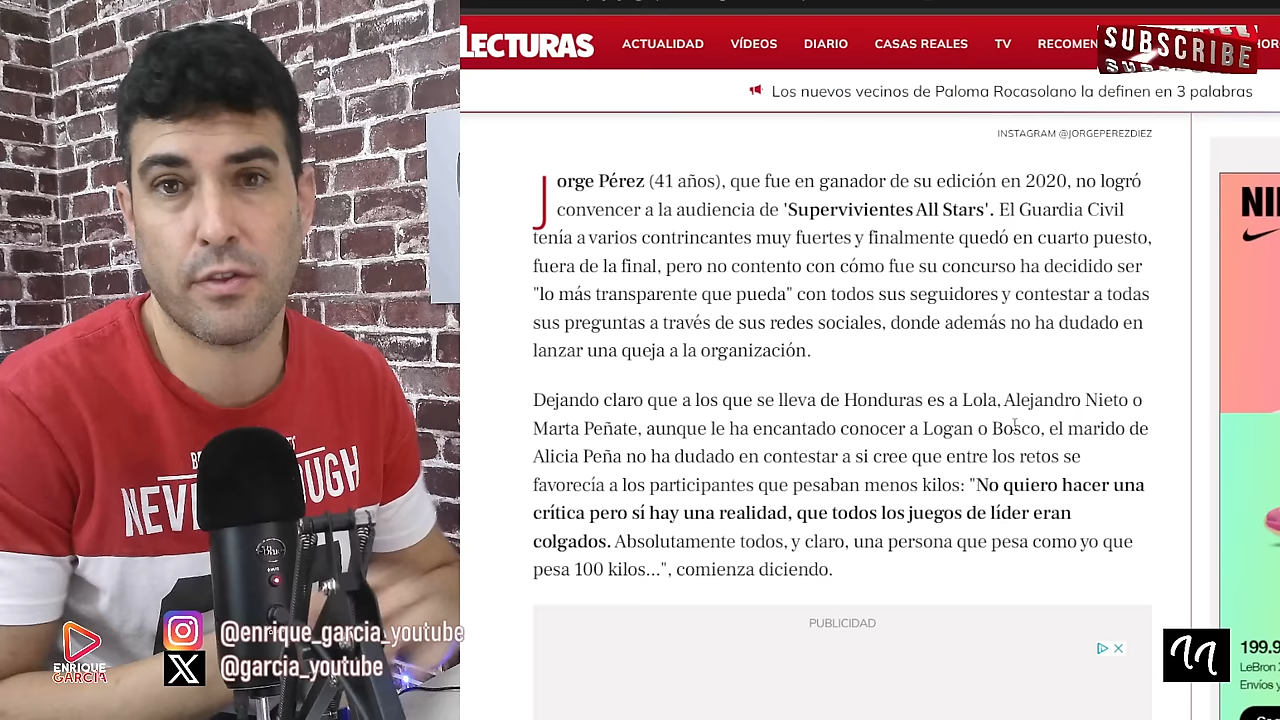 LECTURAS
ACTUALIDAD VÍDEOS DIARIO CASAS REALES TV RECOMEN
SUBSCRIBE
Los nuevos vecinos de Paloma Rocasolano la definen en 3 palabras
INSTAGRAM @JORGEPEREZDIEZ
Jorge Pérez (41 años), que fue en ganador de su edición en 2020, no logró
convencer a la audiencia de 'Supervivientes All Stars'. El Guardia Civil
tenía a varios contrincantes muy fuertes y finalmente quedó en cuarto puesto,
fuera de la final, pero no contento con cómo fue su concurso ha decidido ser
"lo más transparente que pueda" con todos sus seguidores y contestar a todas
sus preguntas a través de sus redes sociales, donde además no ha dudado en
lanzar una queja a la organización.
Dejando claro que a los que se lleva de Honduras es a Lola, Alejandro Nieto o
Marta Peñate, aunque le ha encantado conocer a Logan o Bosco, el marido de
Alicia Peña no ha dudado en contestar a si cree que entre los retos se
favorecía a los participantes que pesaban menos kilos: "No quiero hacer una
crítica pero sí hay una realidad, que todos los juegos de líder eran
colgados. Absolutamente todos, y claro, una persona que pesa como yo que
pesa 100 kilos...", comienza diciendo.
PUBLICIDAD
199.9
LeBron
Envíos y
@enrique_garcia_youtube
@garcia_youtube
ENRIQUE
GARCIA